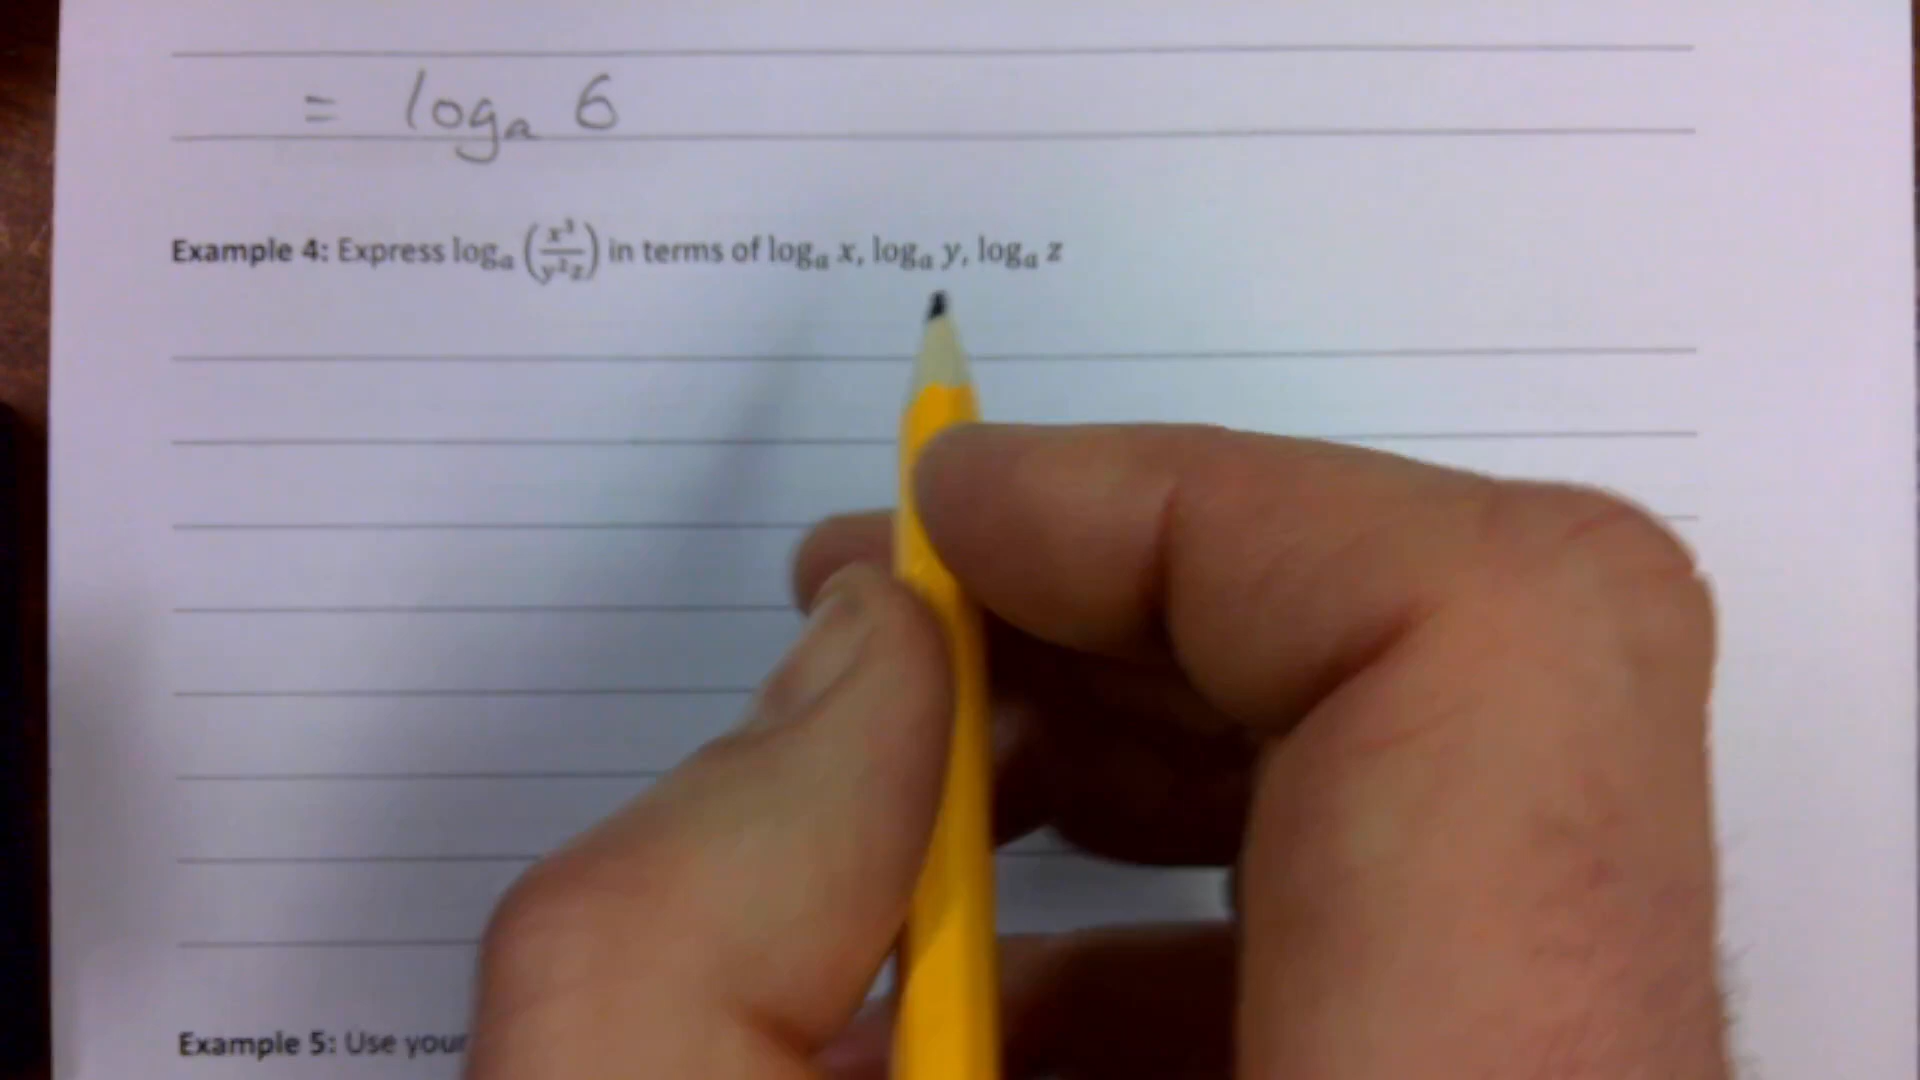 = logₐ 6
Example 4: Express logₐ (x³/y²z) in terms of logₐ x, logₐ y, logₐ z
Example 5: Use your